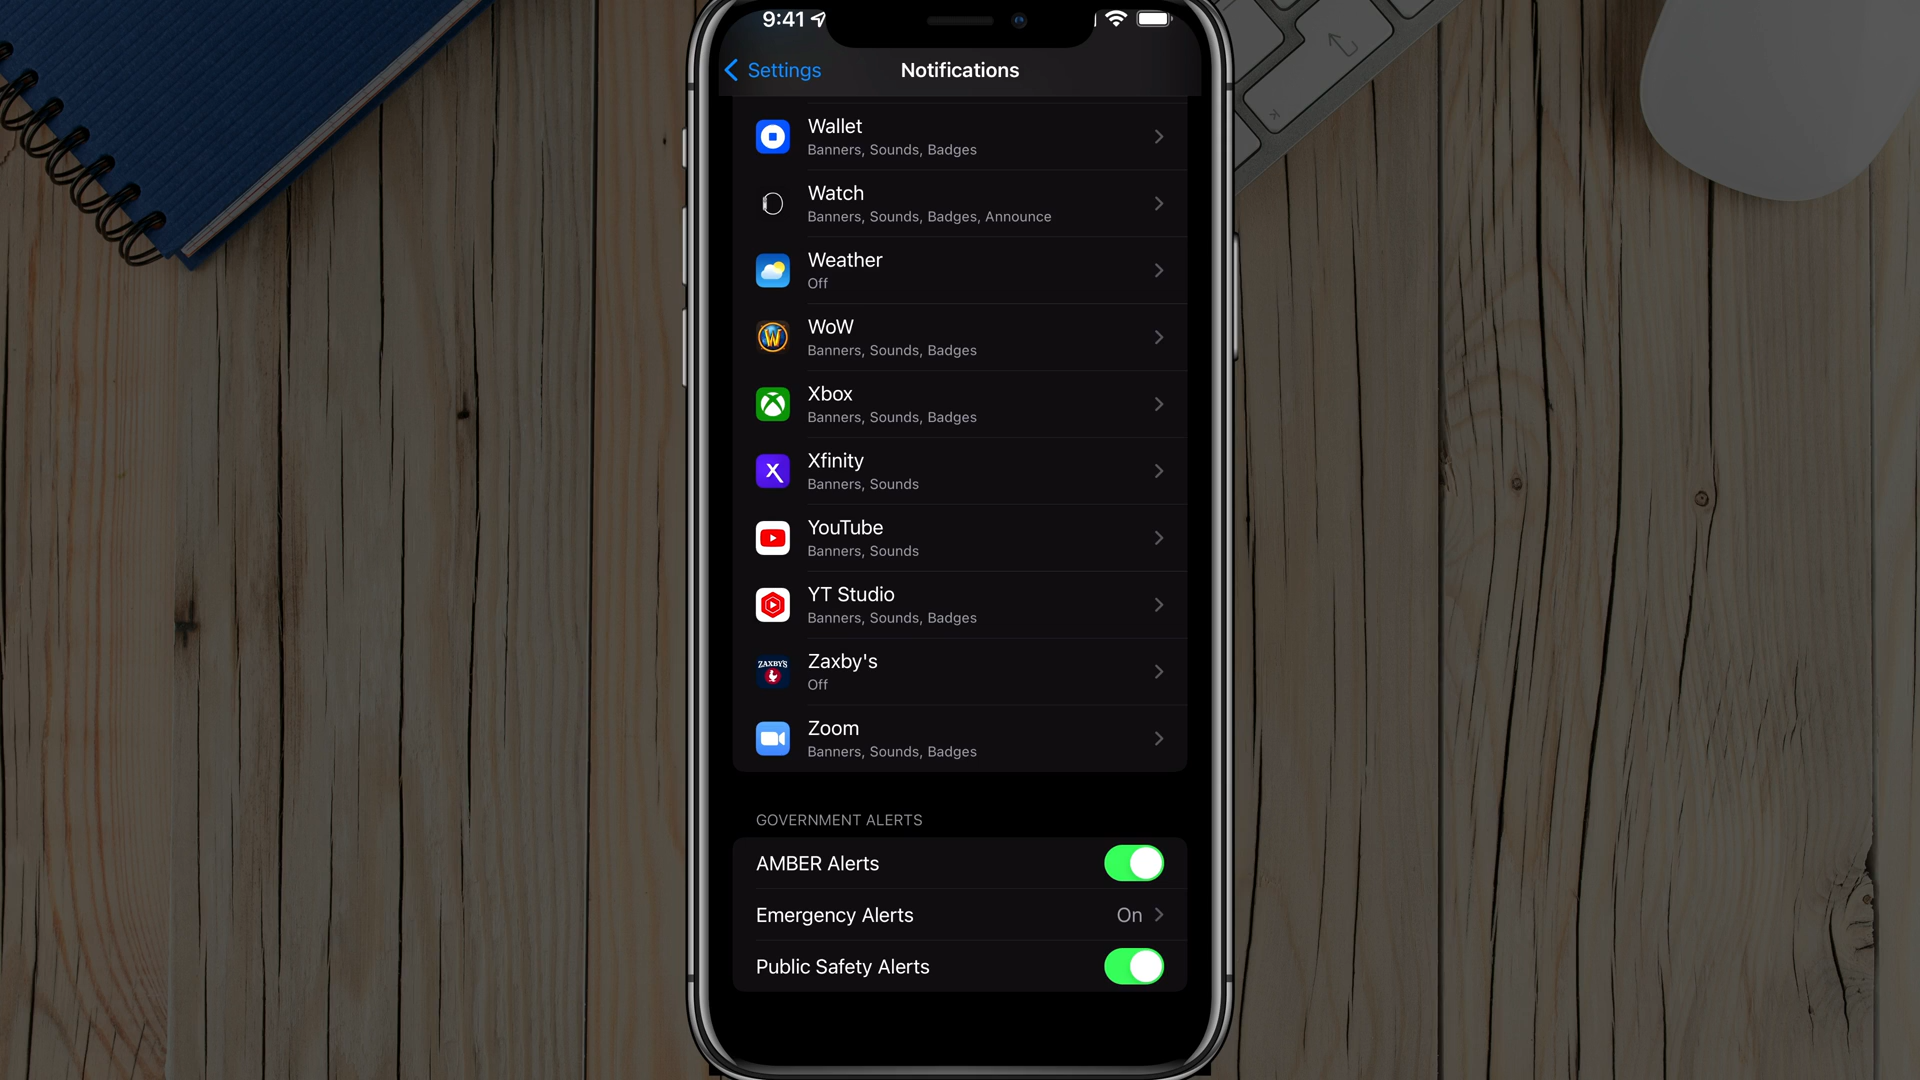 9:41
Settings
Notifications
Wallet
Banners, Sounds, Badges
Watch
Banners, Sounds, Badges, Announce
Weather
Off
WoW
Banners, Sounds, Badges
Xbox
Banners, Sounds, Badges
Xfinity
Banners, Sounds
YouTube
Banners, Sounds
YT Studio
Banners, Sounds, Badges
ZAXBY'S
Zaxby's
Off
Zoom
Banners, Sounds, Badges
GOVERNMENT ALERTS
AMBER Alerts
Emergency Alerts
On
Public Safety Alerts